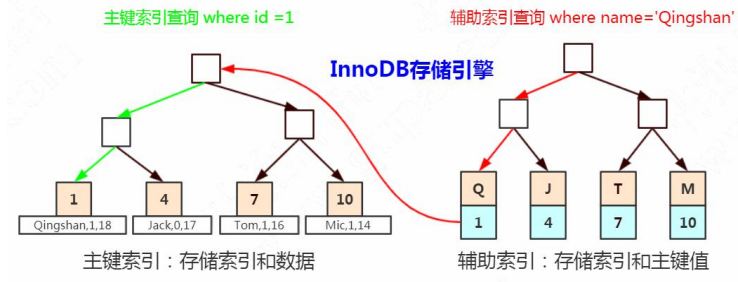 主键索引查询 where id =1
辅助索引查询 where name='Qingshan'
InnoDB存储引擎
1
4
7
10
Qingshan,1,18
Jack,0,17
Tom,1,16
Mic,1,14
Q
J
T
M
1
4
7
10
主键索引：存储索引和数据
辅助索引：存储索引和主键值